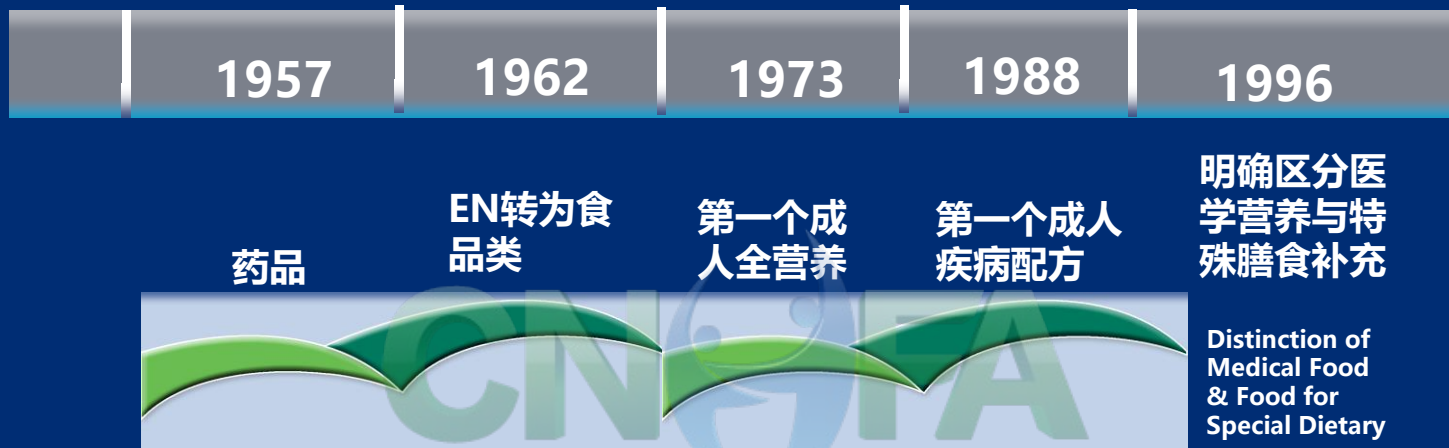 1957
1962
1973
1988
1996
药品
EN转为食
品类
第一个成
人全营养
第一个成人
疾病配方
明确区分医
学营养与特
殊膳食补充
Distinction of
Medical Food
& Food for
Special Dietary
CN FA